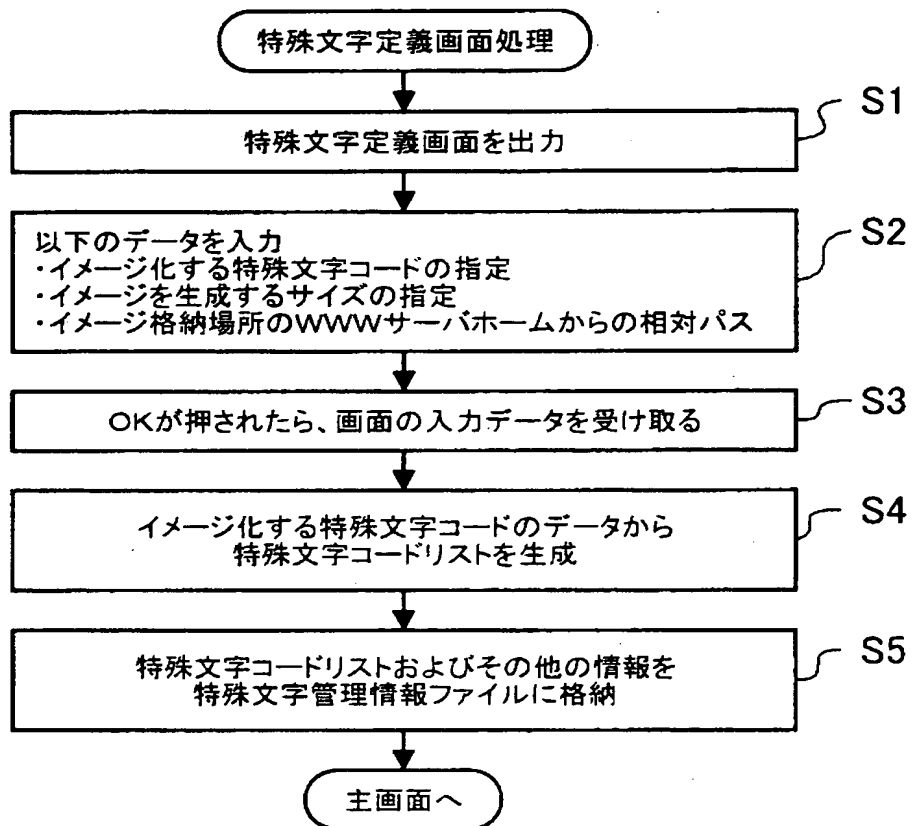 特殊文字定義画面処理
S1
特殊文字定義画面を出力
S2
以下のデータを入力
・イメージ化する特殊文字コードの指定
・イメージを生成するサイズの指定
・イメージ格納場所のWWWサーバホームからの相対パス
S3
OKが押されたら、画面の入力データを受け取る
S4
イメージ化する特殊文字コードのデータから
特殊文字コードリストを生成
S5
特殊文字コードリストおよびその他の情報を
特殊文字管理情報ファイルに格納
主画面へ